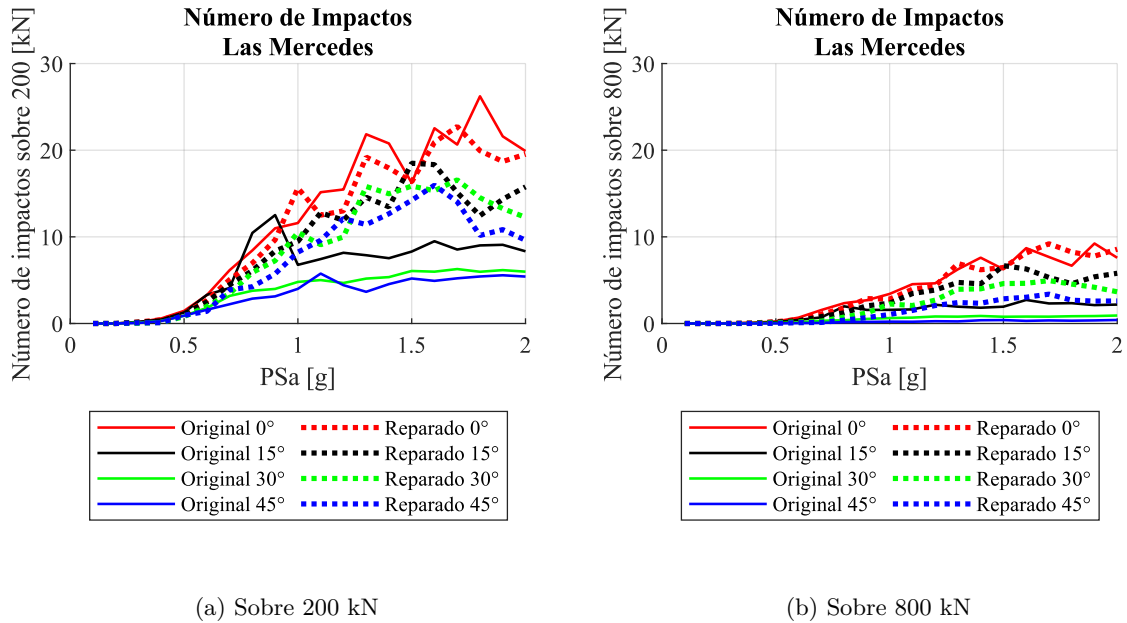 Número de Impactos
Las Mercedes
Número de impactos sobre 200 [kN]
30
20
10
0
0
0.5
1
1.5
2
PSa [g]
Original 0°
Reparado 0°
Original 15°
Reparado 15°
Original 30°
Reparado 30°
Original 45°
Reparado 45°
(a) Sobre 200 kN
Número de Impactos
Las Mercedes
Número de impactos sobre 800 [kN]
30
20
10
0
0
0.5
1
1.5
2
PSa [g]
Original 0°
Reparado 0°
Original 15°
Reparado 15°
Original 30°
Reparado 30°
Original 45°
Reparado 45°
(b) Sobre 800 kN